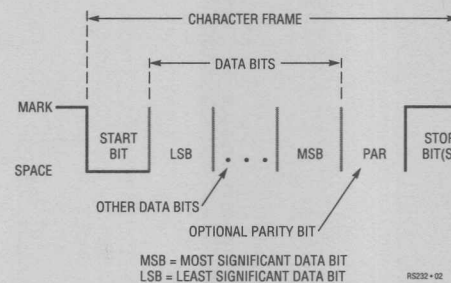 CHARACTER FRAME
DATA BITS
MARK
START
BIT
LSB
• • •
MSB
PAR
SPACE
OTHER DATA BITS
OPTIONAL PARITY BIT
MSB = MOST SIGNIFICANT DATA BIT
LSB = LEAST SIGNIFICANT DATA BIT
RS232 • 02